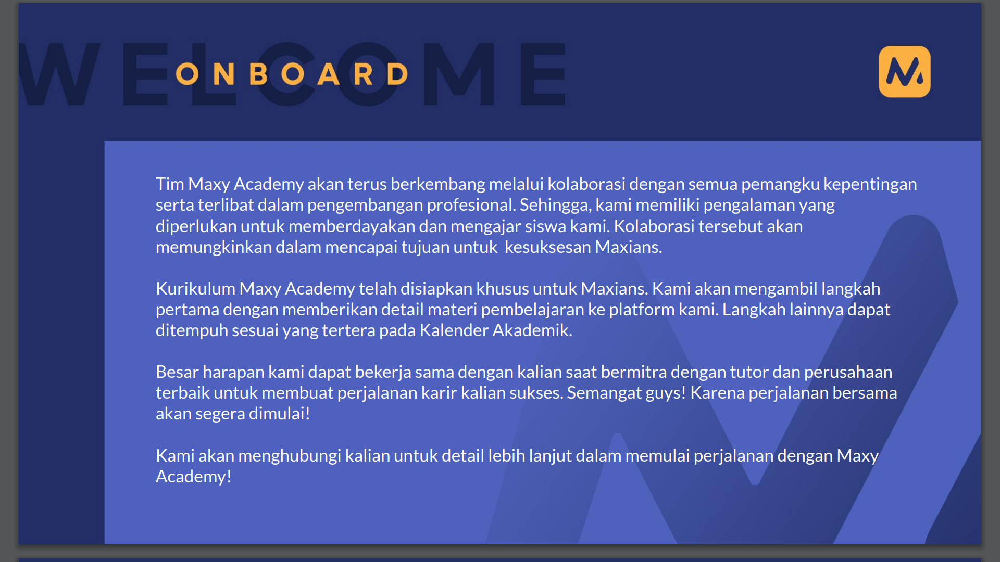 WELCOME
ONBOARD
Tim Maxy Academy akan terus berkembang melalui kolaborasi dengan semua pemangku kepentingan
serta terlibat dalam pengembangan profesional. Sehingga, kami memiliki pengalaman yang
diperlukan untuk memberdayakan dan mengajar siswa kami. Kolaborasi tersebut akan
memungkinkan dalam mencapai tujuan untuk  kesuksesan Maxians.
Kurikulum Maxy Academy telah disiapkan khusus untuk Maxians. Kami akan mengambil langkah
pertama dengan memberikan detail materi pembelajaran ke platform kami. Langkah lainnya dapat
ditempuh sesuai yang tertera pada Kalender Akademik.
Besar harapan kami dapat bekerja sama dengan kalian saat bermitra dengan tutor dan perusahaan
terbaik untuk membuat perjalanan karir kalian sukses. Semangat guys! Karena perjalanan bersama
akan segera dimulai!
Kami akan menghubungi kalian untuk detail lebih lanjut dalam memulai perjalanan dengan Maxy
Academy!